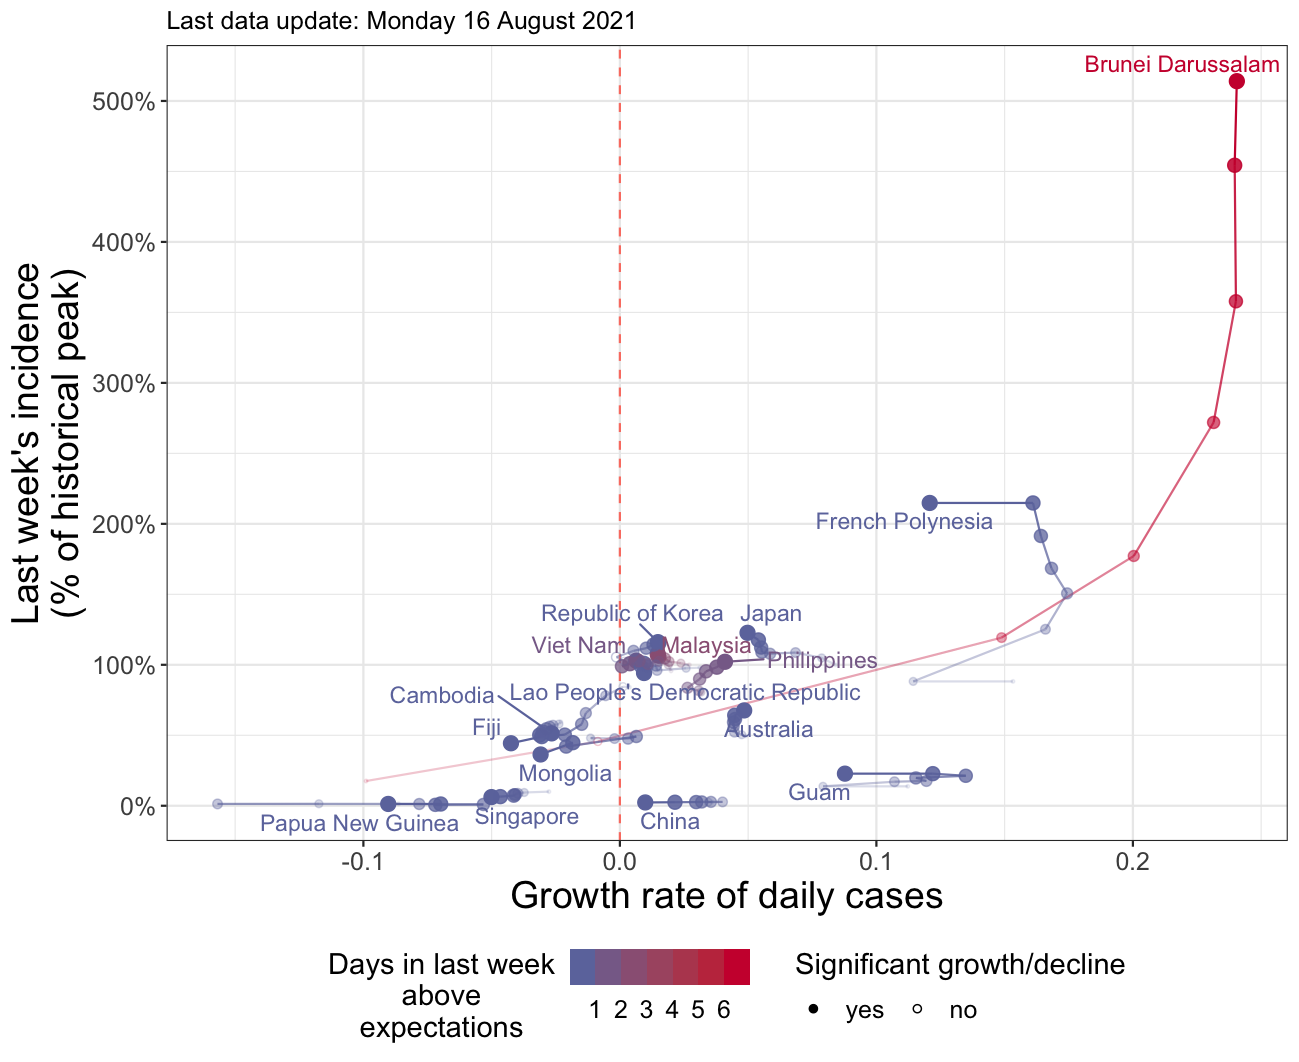 Last data update: Monday 16 August 2021
Brunei Darussalam
500%
400%
300%
200%
100%
0%
Last week's incidence
(% of historical peak)
French Polynesia
Republic of Korea
Japan
Viet Nam
Malaysia
Philippines
Cambodia
Lao People's Democratic Republic
Fiji
Australia
Mongolia
Guam
Papua New Guinea
Singapore
China
-0.1
0.0
0.1
0.2
Growth rate of daily cases
Days in last week
above
expectations
1 2 3 4 5 6
Significant growth/decline
yes
no